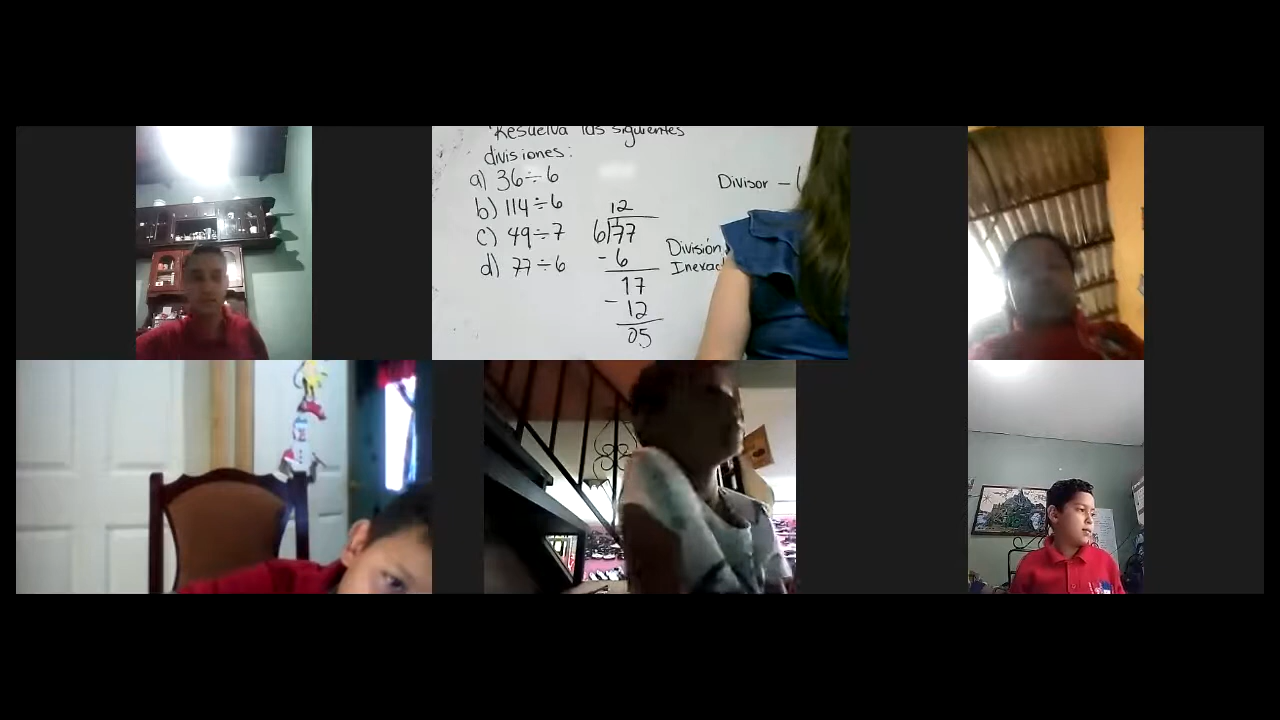 Resuelva las siguientes
divisiones:
a) 36÷6
b) 114÷6
c) 49÷7
d) 77÷6
12
6 77
- 6
17
- 12
05
Divisor -
División